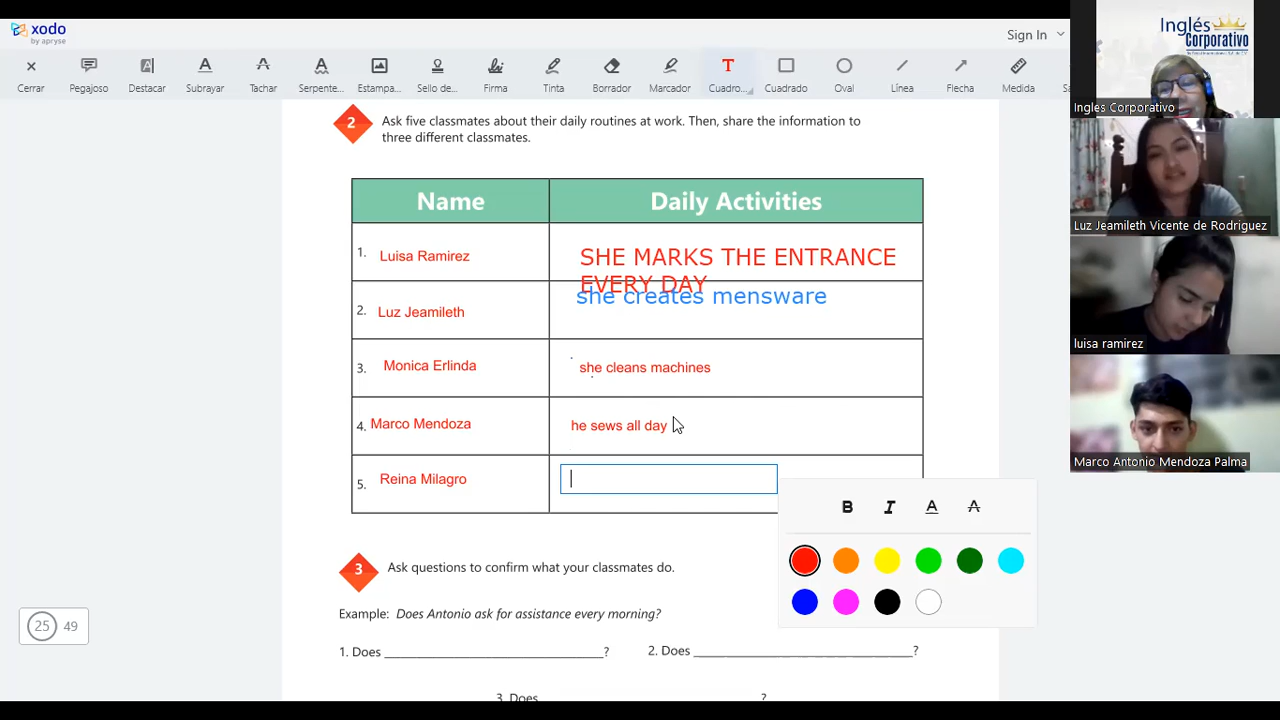 xodo
by apryse
Sign In
Cerrar
Pegajoso
Destacar
Subrayar
Tachar
Serpente...
Estampa...
Sello de...
Firma
Tinta
Borrador
Marcador
Cuadro...
Cuadrado
Oval
Línea
Flecha
Medida
Inglés
Corporativo
Ingles Corporativo
2
Ask five classmates about their daily routines at work. Then, share the information to
three different classmates.
Name
Daily Activities
1. Luisa Ramirez
SHE MARKS THE ENTRANCE
EVERY DAY
2. Luz Jeamileth
she creates mensware
3. Monica Erlinda
she cleans machines
4. Marco Mendoza
he sews all day
5. Reina Milagro
B I A A
3
Ask questions to confirm what your classmates do.
Example: Does Antonio ask for assistance every morning?
1. Does ____________________________?
2. Does ____________________________?
3. Does ____________________________?
25 49
Luz Jeamileth Vicente de Rodriguez
luisa ramirez
Marco Antonio Mendoza Palma